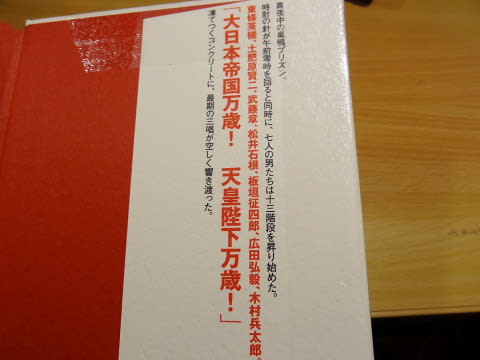 真夜中の巣鴨プリズン。
時計の針が午前零時を回ると同時に、七人の男たちは十三階段を昇り始めた。
東條英機、土肥原賢二、武藤章、松井石根、板垣征四郎、広田弘毅、木村兵太郎。
「大日本帝国万歳！　天皇陛下万歳！」
凍てつくコンクリートに、最期の三唱が空しく響き渡った。